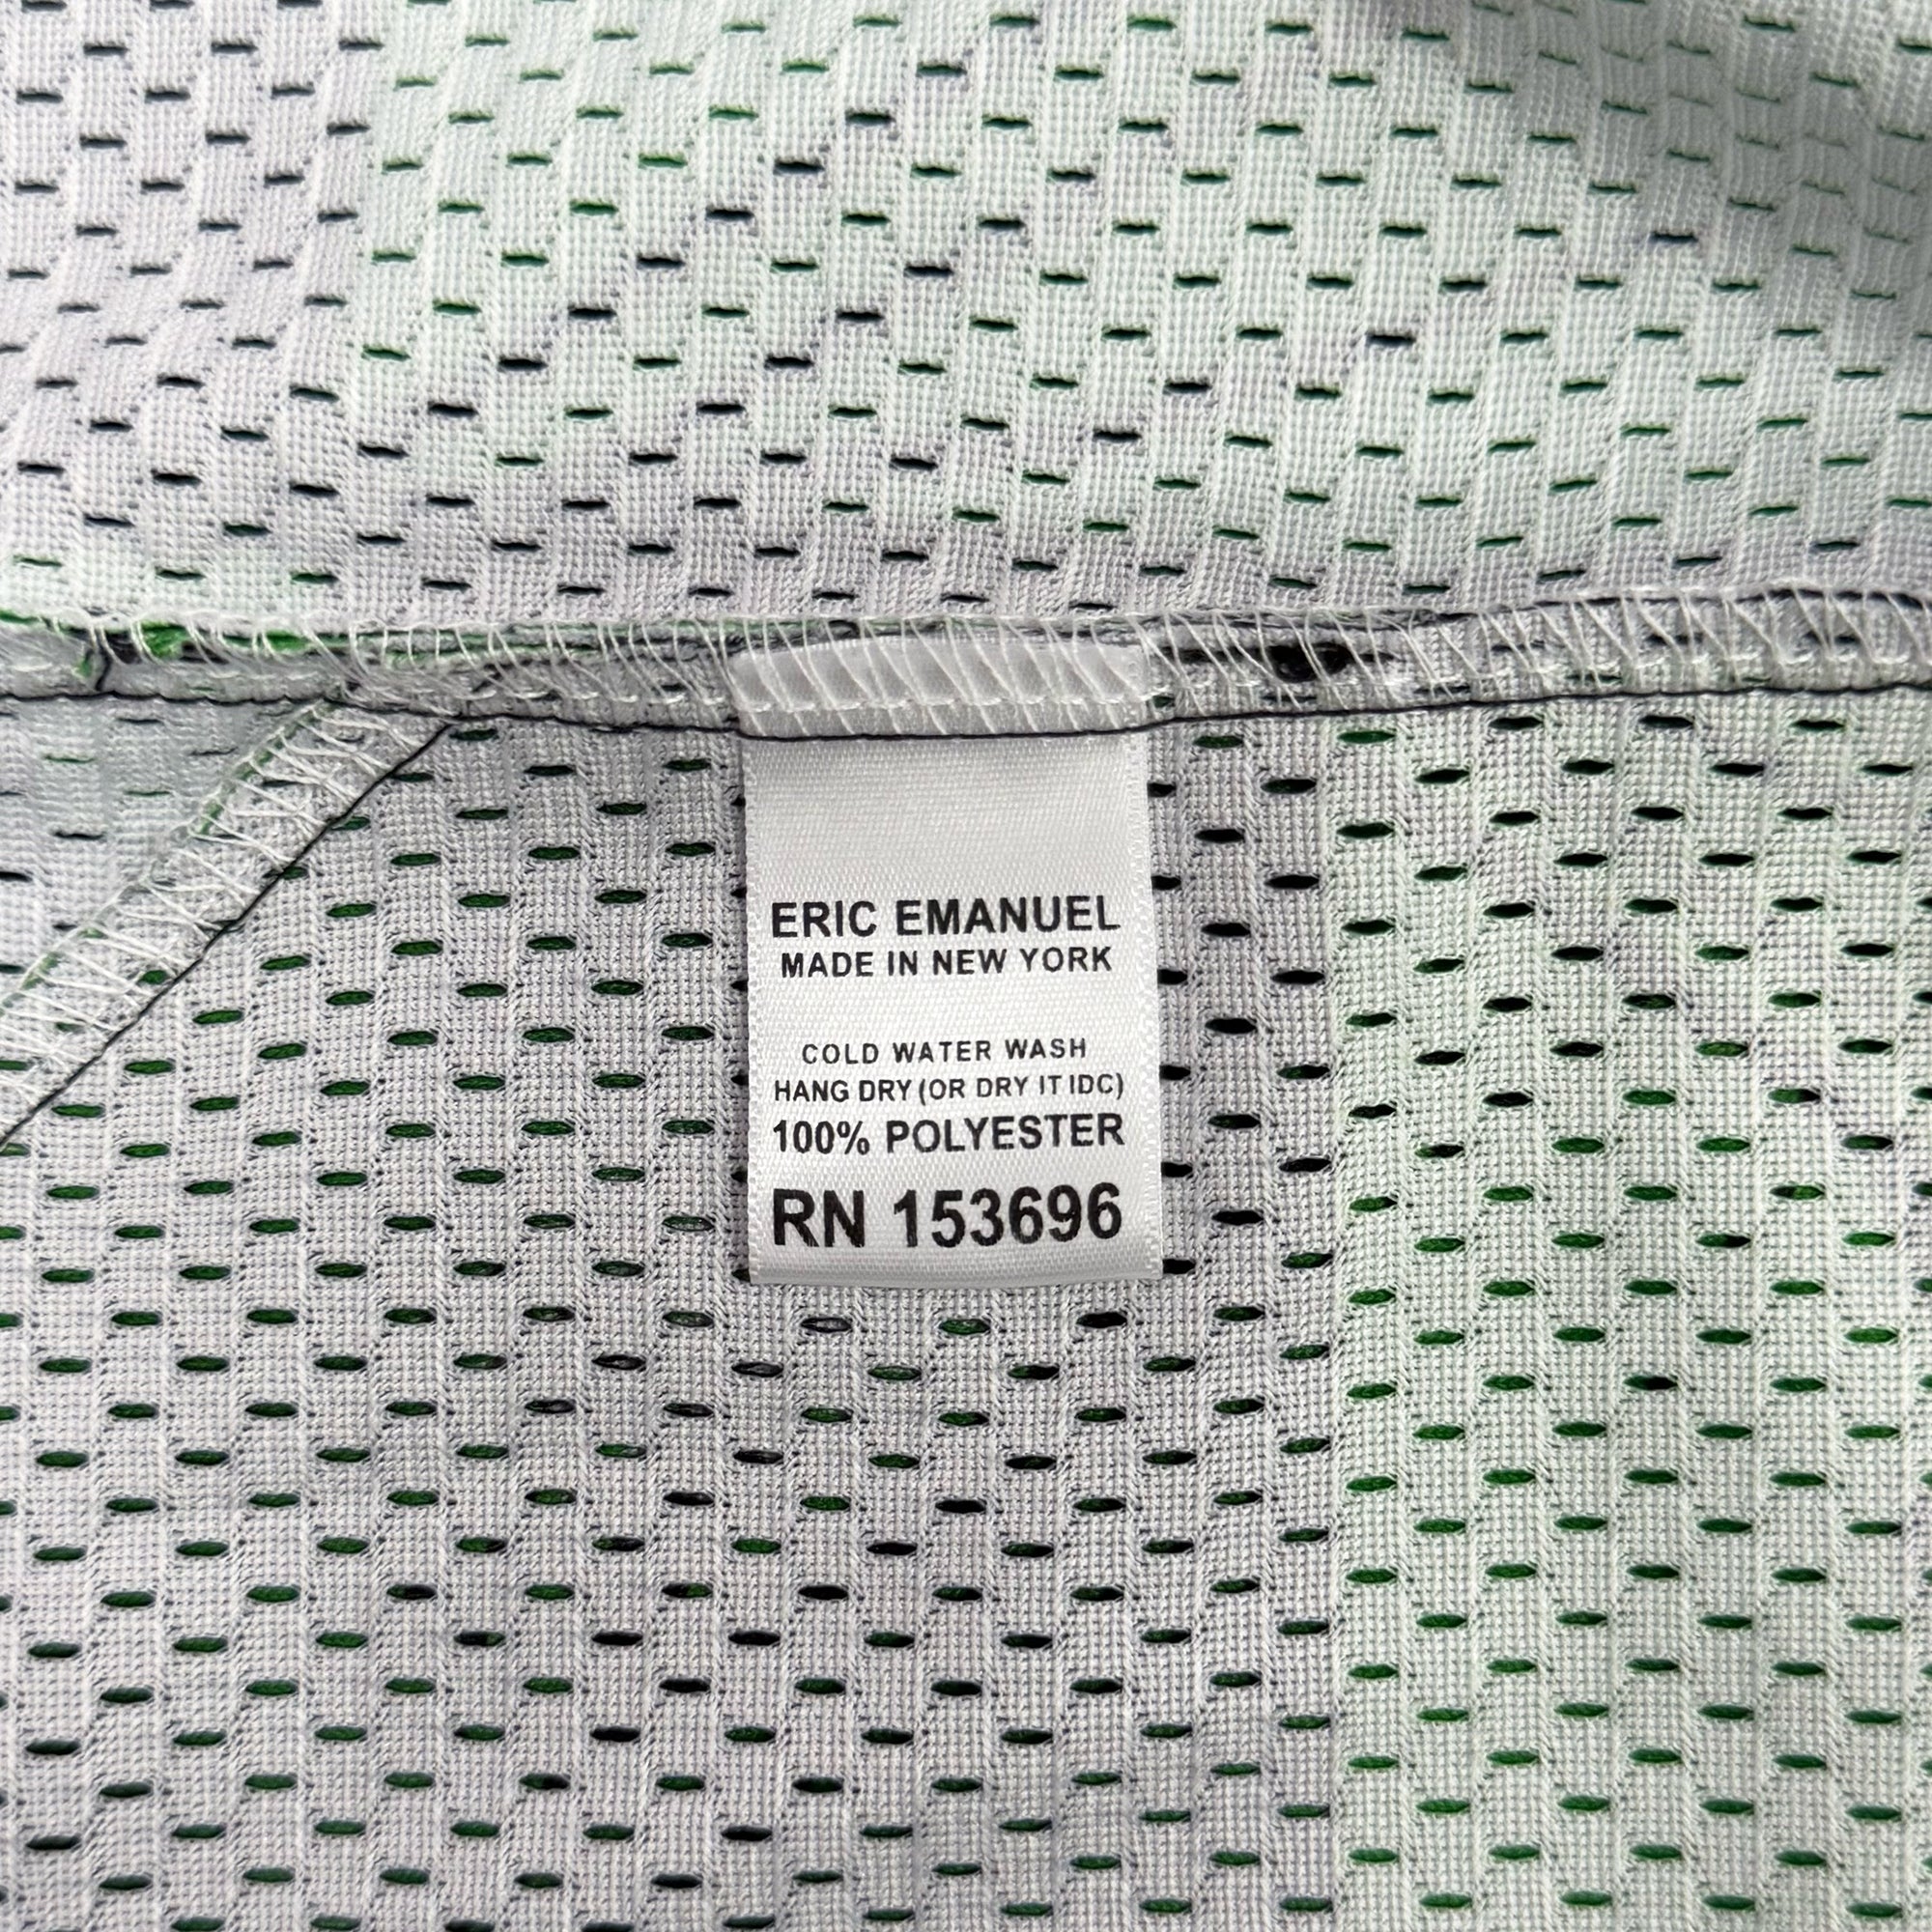 ERIC EMANUEL
MADE IN NEW YORK
COLD WATER WASH
HANG DRY (OR DRY IT IDC)
100% POLYESTER
RN 153696